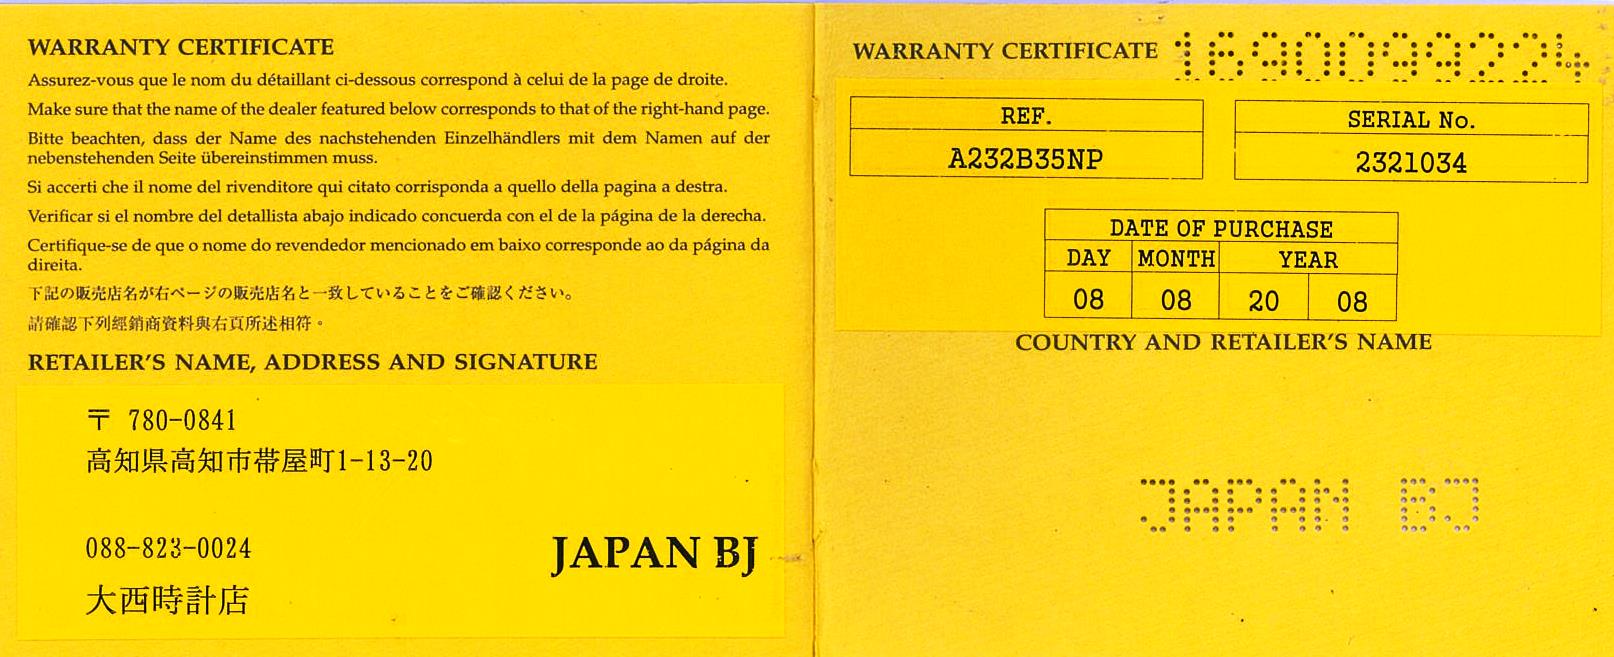 WARRANTY CERTIFICATE
Assurez-vous que le nom du détaillant ci-dessous correspond à celui de la page de droite.
Make sure that the name of the dealer featured below corresponds to that of the right-hand page.
Bitte beachten, dass der Name des nachstehenden Einzelhändlers mit dem Namen auf der
nebenstehenden Seite übereinstimmen muss.
Si accerti che il nome del rivenditore qui citato corrisponda a quello della pagina a destra.
Verificar si el nombre del detallista abajo indicado concuerda con el de la página de la derecha.
Certifique-se de que o nome do revendedor mencionado em baixo corresponde ao da página da
direita.
下記の販売店名が右ページの販売店名と一致していることをご確認ください。
請確認下列經銷商資料與右頁所述相符。
RETAILER'S NAME, ADDRESS AND SIGNATURE
〒 780-0841
高知県高知市帯屋町1-13-20
088-823-0024
JAPAN BJ
大西時計店
WARRANTY CERTIFICATE 1690099224
REF.
A232B35NP
SERIAL No.
2321034
DATE OF PURCHASE
DAY MONTH YEAR
08 08 20 08
COUNTRY AND RETAILER'S NAME
JAPAN BJ